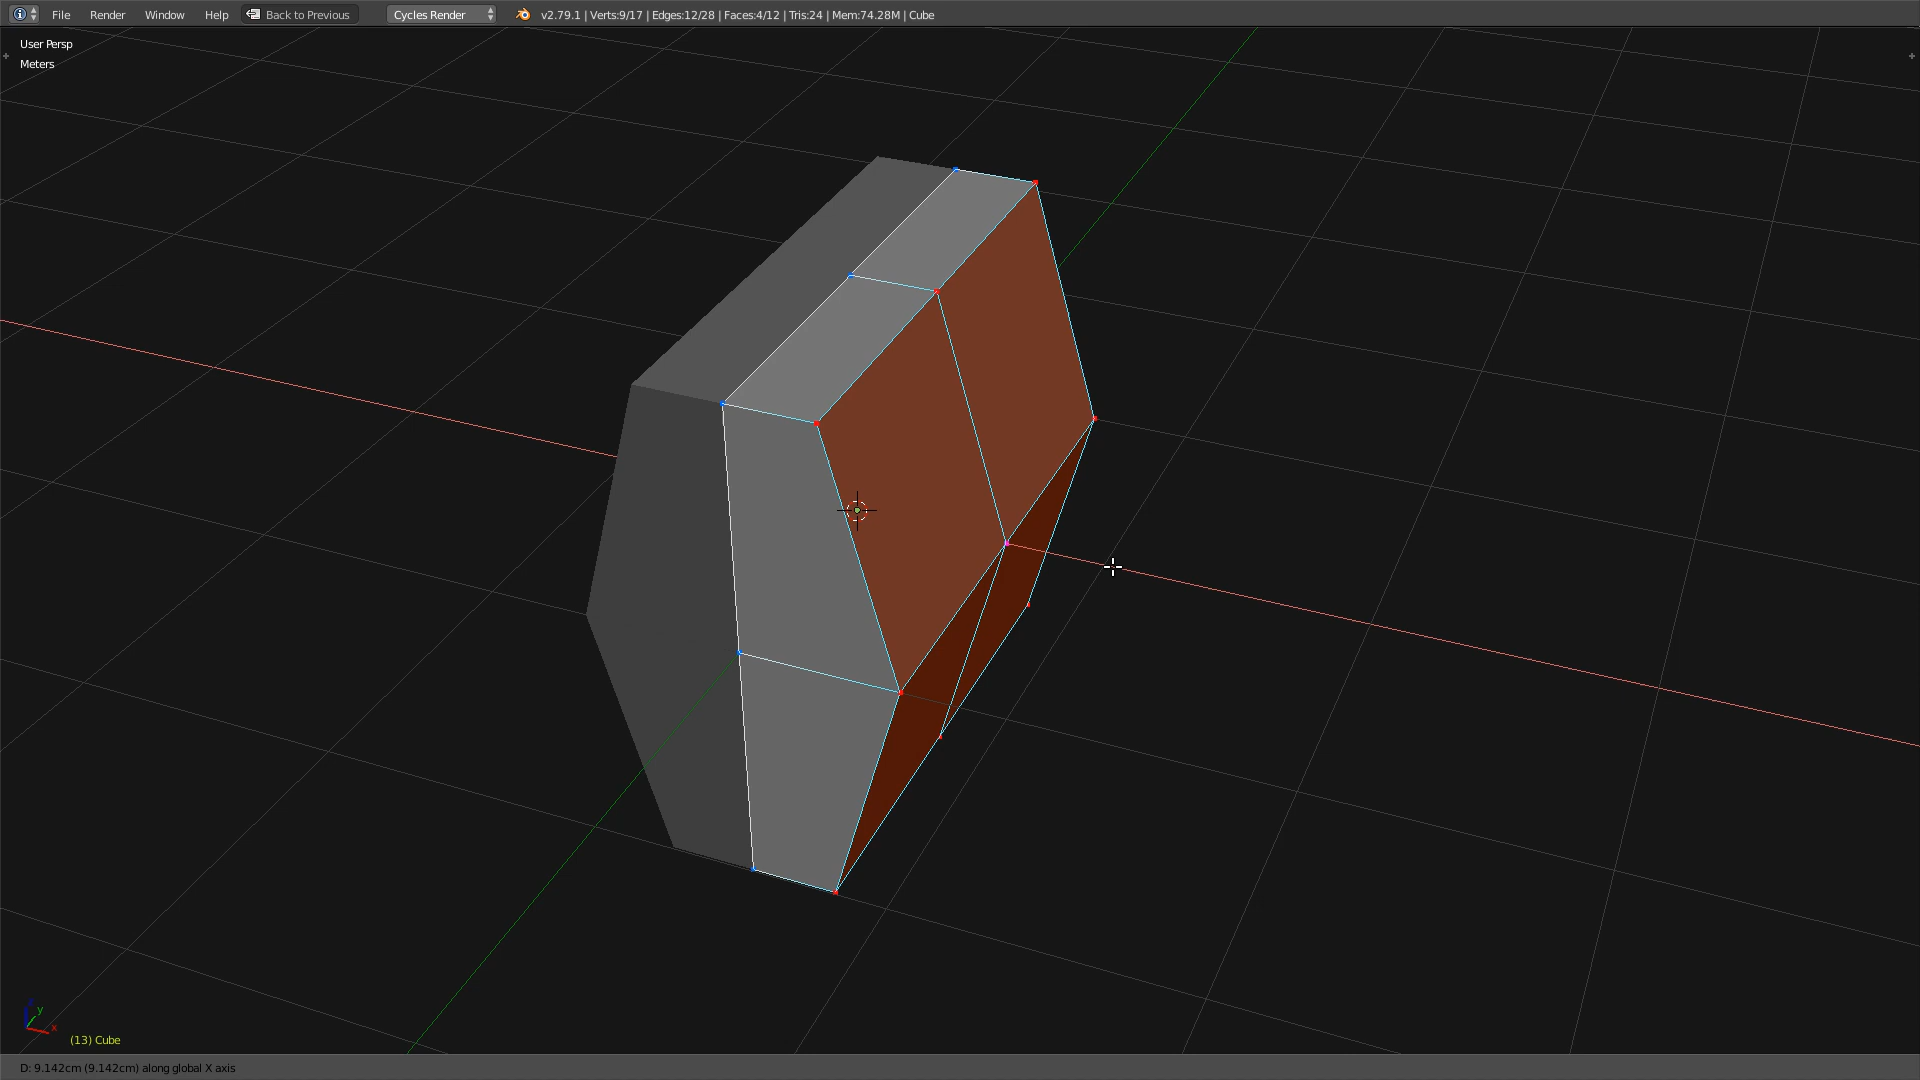 File Render Window Help Back to Previous Cycles Render v2.79.1 | Verts:9/17 | Edges:12/28 | Faces:4/12 | Tris:24 | Mem:74.28M | Cube
User Persp
Meters
z
y
x
(13) Cube
D: 9.142cm (9.142cm) along global X axis